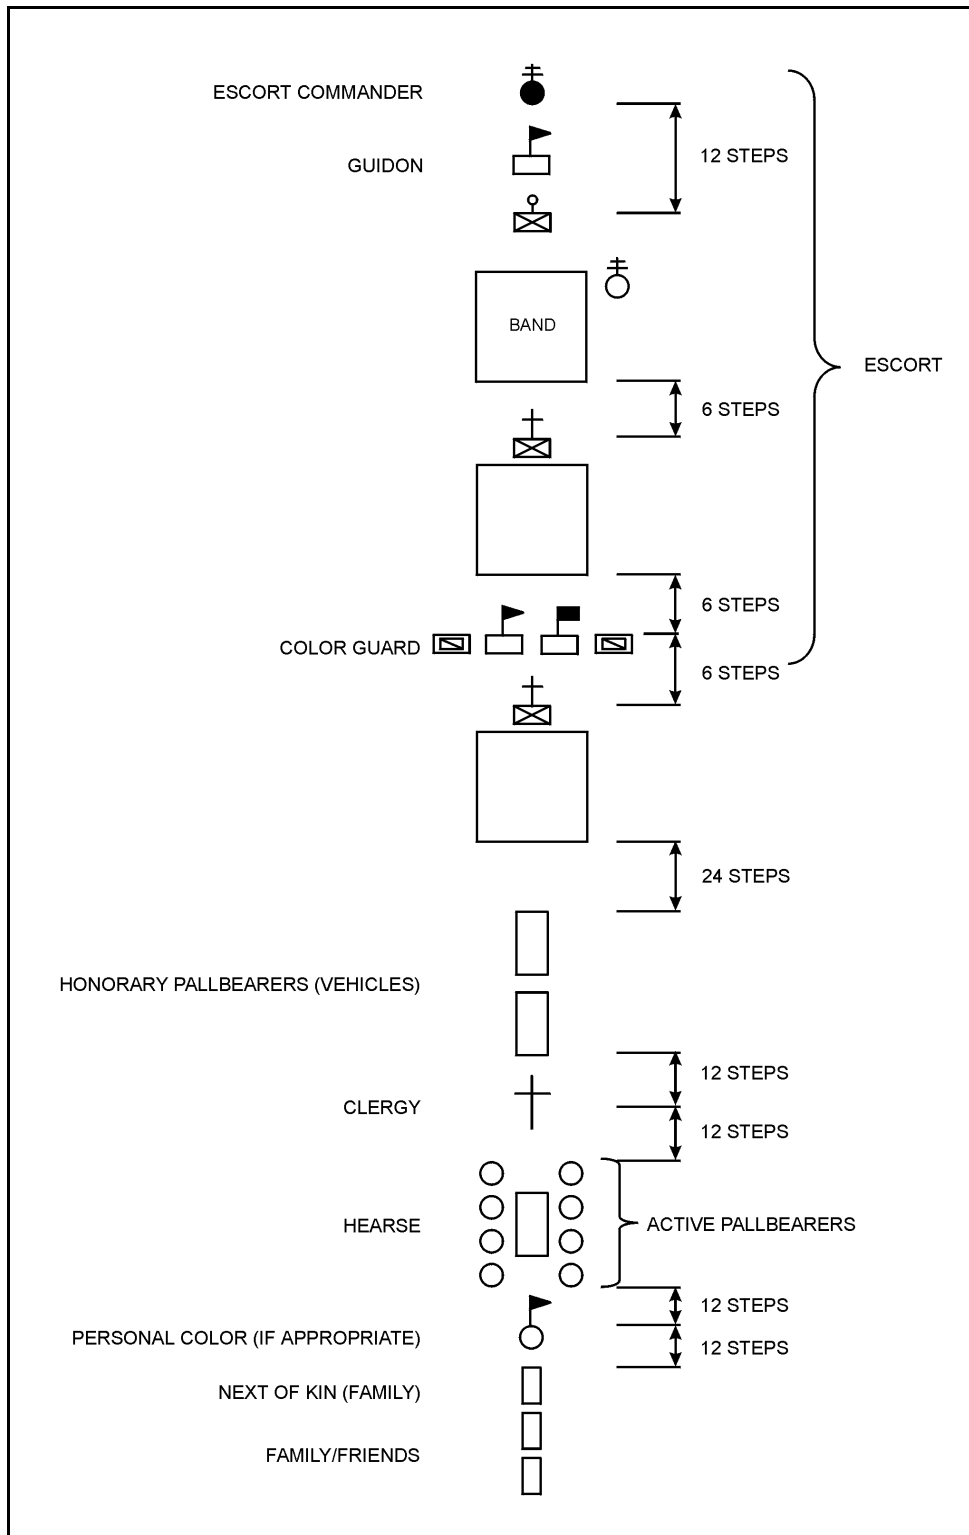 ESCORT COMMANDER
12 STEPS
GUIDON
BAND
ESCORT
6 STEPS
6 STEPS
COLOR GUARD
6 STEPS
24 STEPS
HONORARY PALLBEARERS (VEHICLES)
12 STEPS
CLERGY
12 STEPS
HEARSE
ACTIVE PALLBEARERS
12 STEPS
PERSONAL COLOR (IF APPROPRIATE)
12 STEPS
NEXT OF KIN (FAMILY)
FAMILY/FRIENDS